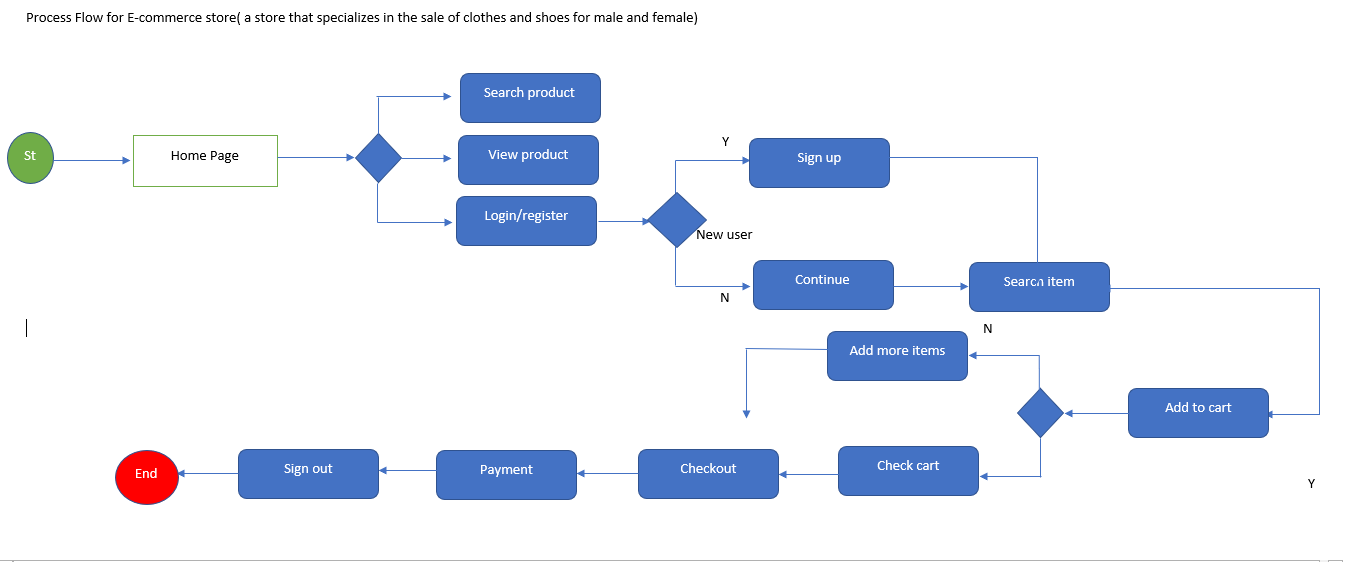 Process Flow for E-commerce store( a store that specializes in the sale of clothes and shoes for male and female)
Search product
St
Home Page
View product
Y
Sign up
Login/register
New user
Continue
Search item
N
N
Add more items
Add to cart
End
Sign out
Payment
Checkout
Check cart
Y